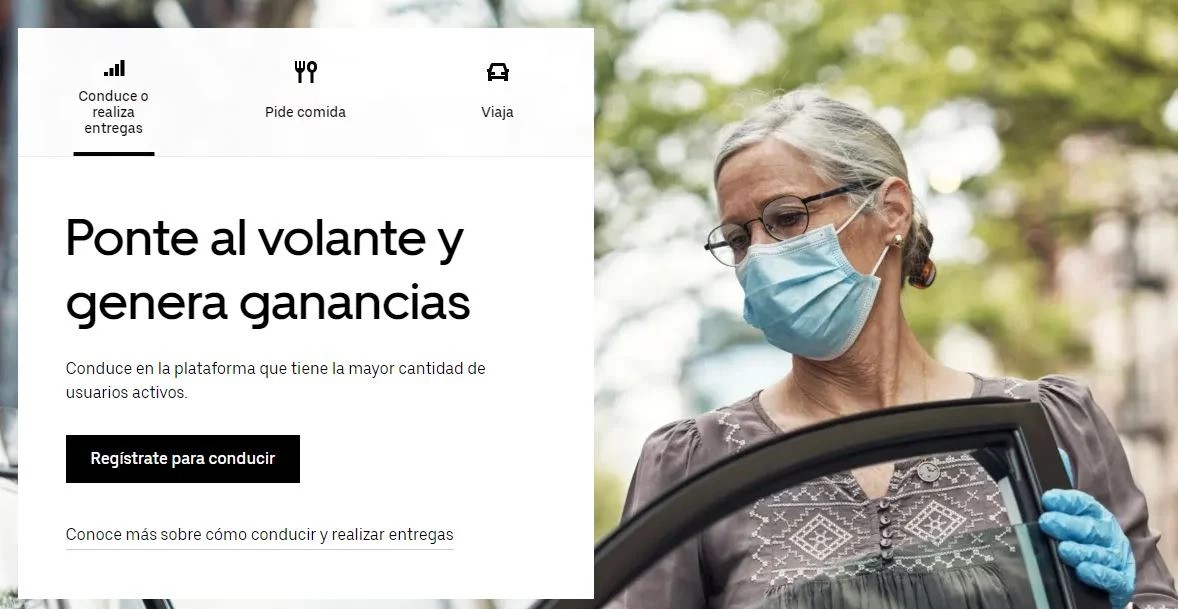 Conduce o
realiza
entregas
Pide comida
Viaja
Ponte al volante y
genera ganancias
Conduce en la plataforma que tiene la mayor cantidad de
usuarios activos.
Regístrate para conducir
Conoce más sobre cómo conducir y realizar entregas